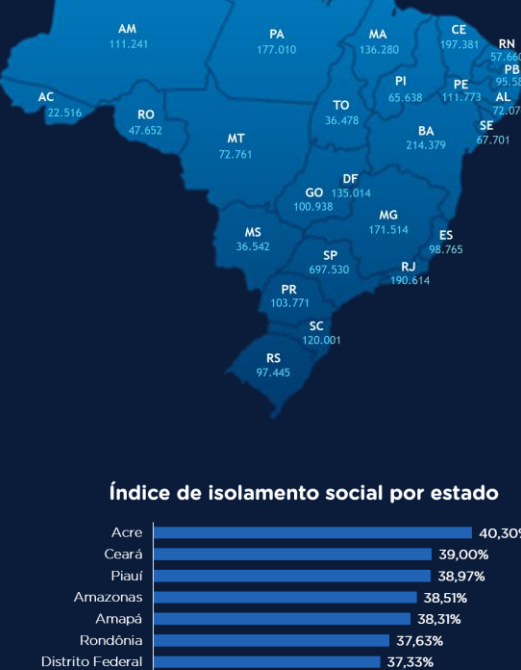 AM
111.241
PA
177.010
MA
136.280
CE
197.381
RN
PB
PI
65.638
PE
111.773
AL
SE
67.701
AC
22.516
RO
47.652
TO
36.478
MT
72.761
BA
214.379
DF
135.014
GO
100.938
MG
171.514
MS
36.542
ES
98.765
SP
697.530
RJ
190.614
PR
103.771
SC
120.001
RS
97.445
Índice de isolamento social por estado
Acre 40,30%
Ceará 39,00%
Piauí 38,97%
Amazonas 38,51%
Amapá 38,31%
Rondônia 37,63%
Distrito Federal 37,33%